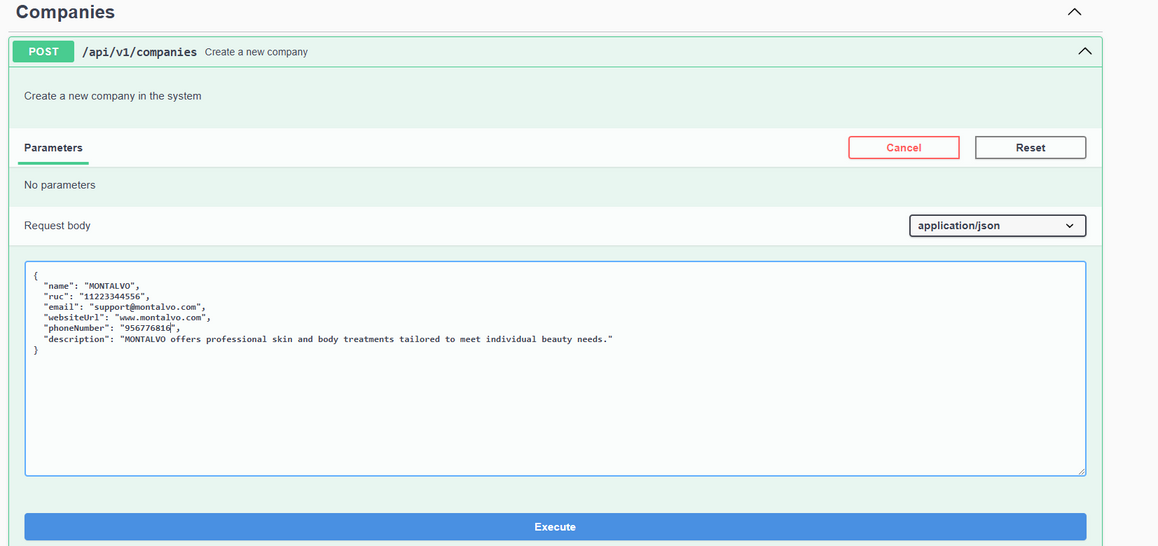 Companies
POST /api/v1/companies Create a new company
Create a new company in the system
Parameters Cancel Reset
No parameters
Request body application/json
{
"name": "MONTALVO",
"ruc": "11223344556",
"email": "support@montalvo.com",
"websiteUrl": "www.montalvo.com",
"phoneNumber": "956776816",
"description": "MONTALVO offers professional skin and body treatments tailored to meet individual beauty needs."
}
Execute